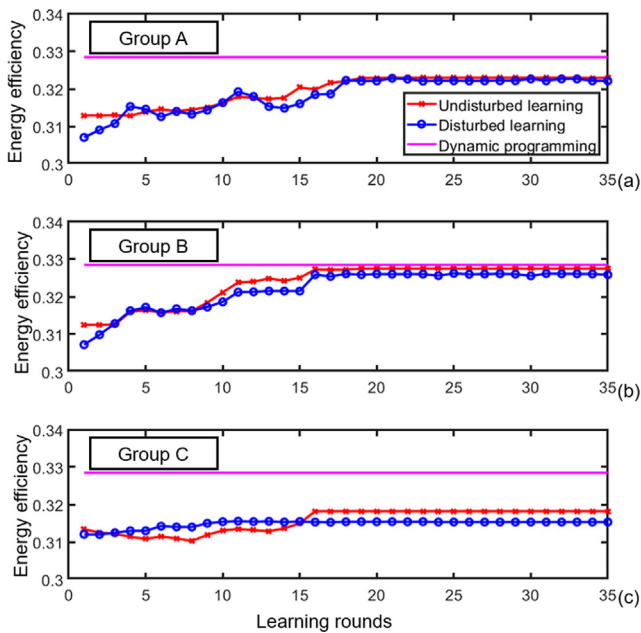 0.34
Group A
0.33
0.32
0.31
0.3
Energy efficiency
Undisturbed learning
Disturbed learning
Dynamic programming
0 5 10 15 20 25 30 35
(a)
0.34
Group B
0.33
0.32
0.31
0.3
Energy efficiency
0 5 10 15 20 25 30 35
(b)
0.34
Group C
0.33
0.32
0.31
0.3
Energy efficiency
0 5 10 15 20 25 30 35
(c)
Learning rounds